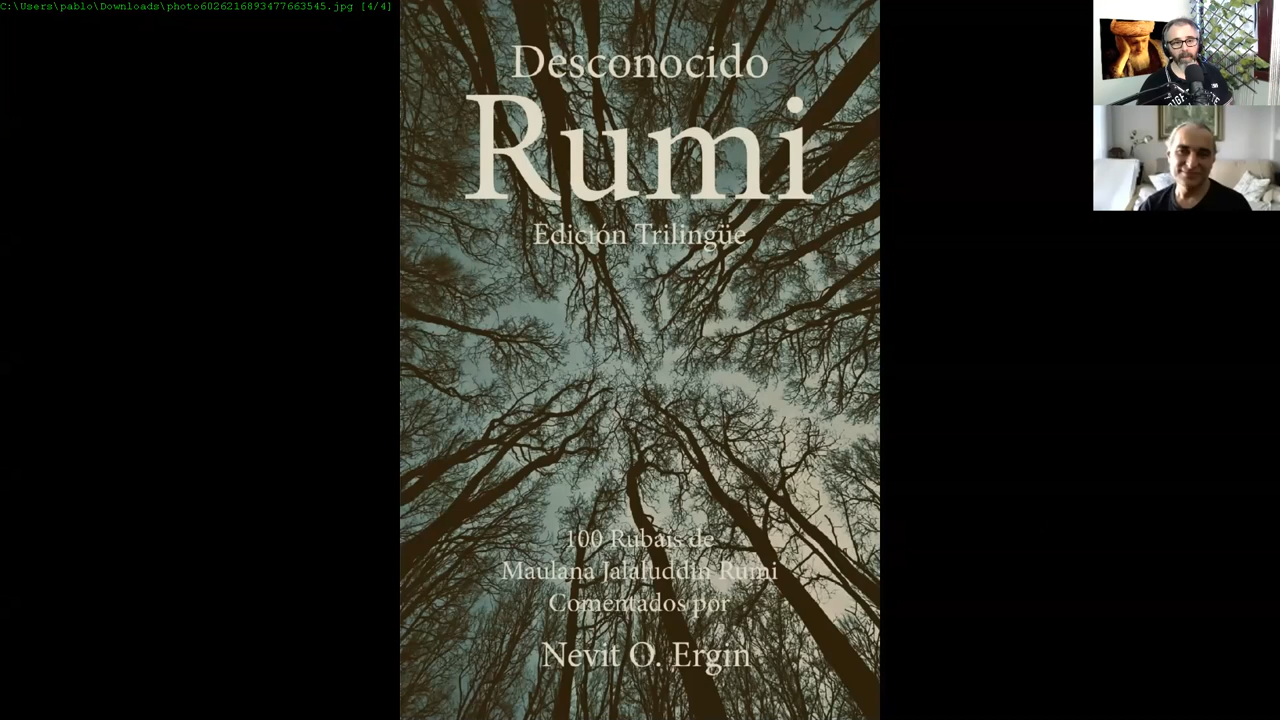 C:\Users\pablo\Downloads\photo6026216893477663545.jpg [4/4]
Desconocido
Rumi
Edición Trilingüe
100 Rubais de
Maulana Jalaluddin Rumi
Comentados por
Nevit O. Ergin